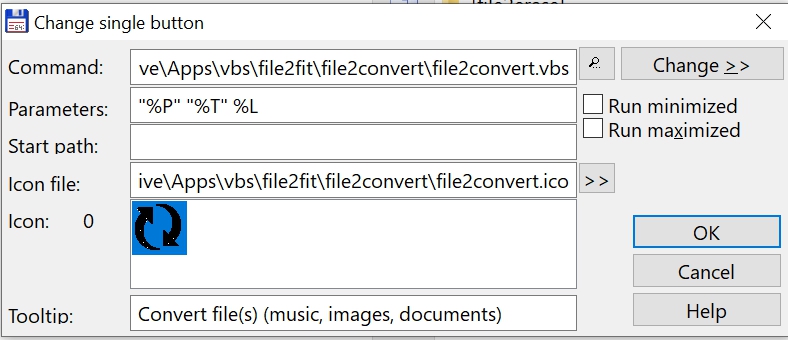 Change single button
Command: ve\Apps\vbs\file2fit\file2convert\file2convert.vbs Change >>
Parameters: "%P" "%T" %L
Run minimized
Run maximized
Start path:
Icon file: ive\Apps\vbs\file2fit\file2convert\file2convert.ico >>
Icon: 0
OK
Cancel
Help
Tooltip: Convert file(s) (music, images, documents)